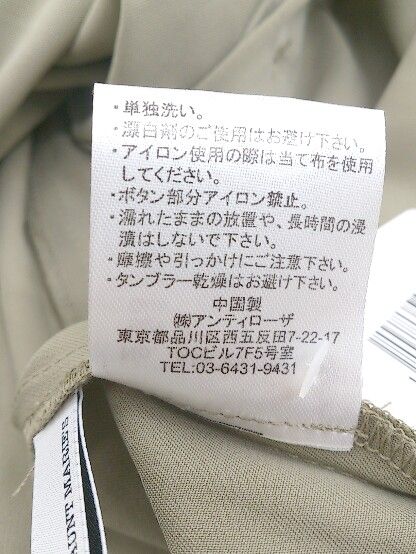 ・単独洗い。
・漂白剤のご使用はお避け下さい。
・アイロン使用の際は当て布を使用
してください。
・ボタン部分アイロン禁止。
・濡れたままの放置や、長時間の浸
漬はしないで下さい。
・摩擦や引っかけにご注意下さい。
・タンブラー乾燥はお避け下さい。
中国製
㈱アンティローザ
東京都品川区西五反田7-22-17
TOCビル7F5号室
TEL:03-6431-9431
AUNT MARIE'S